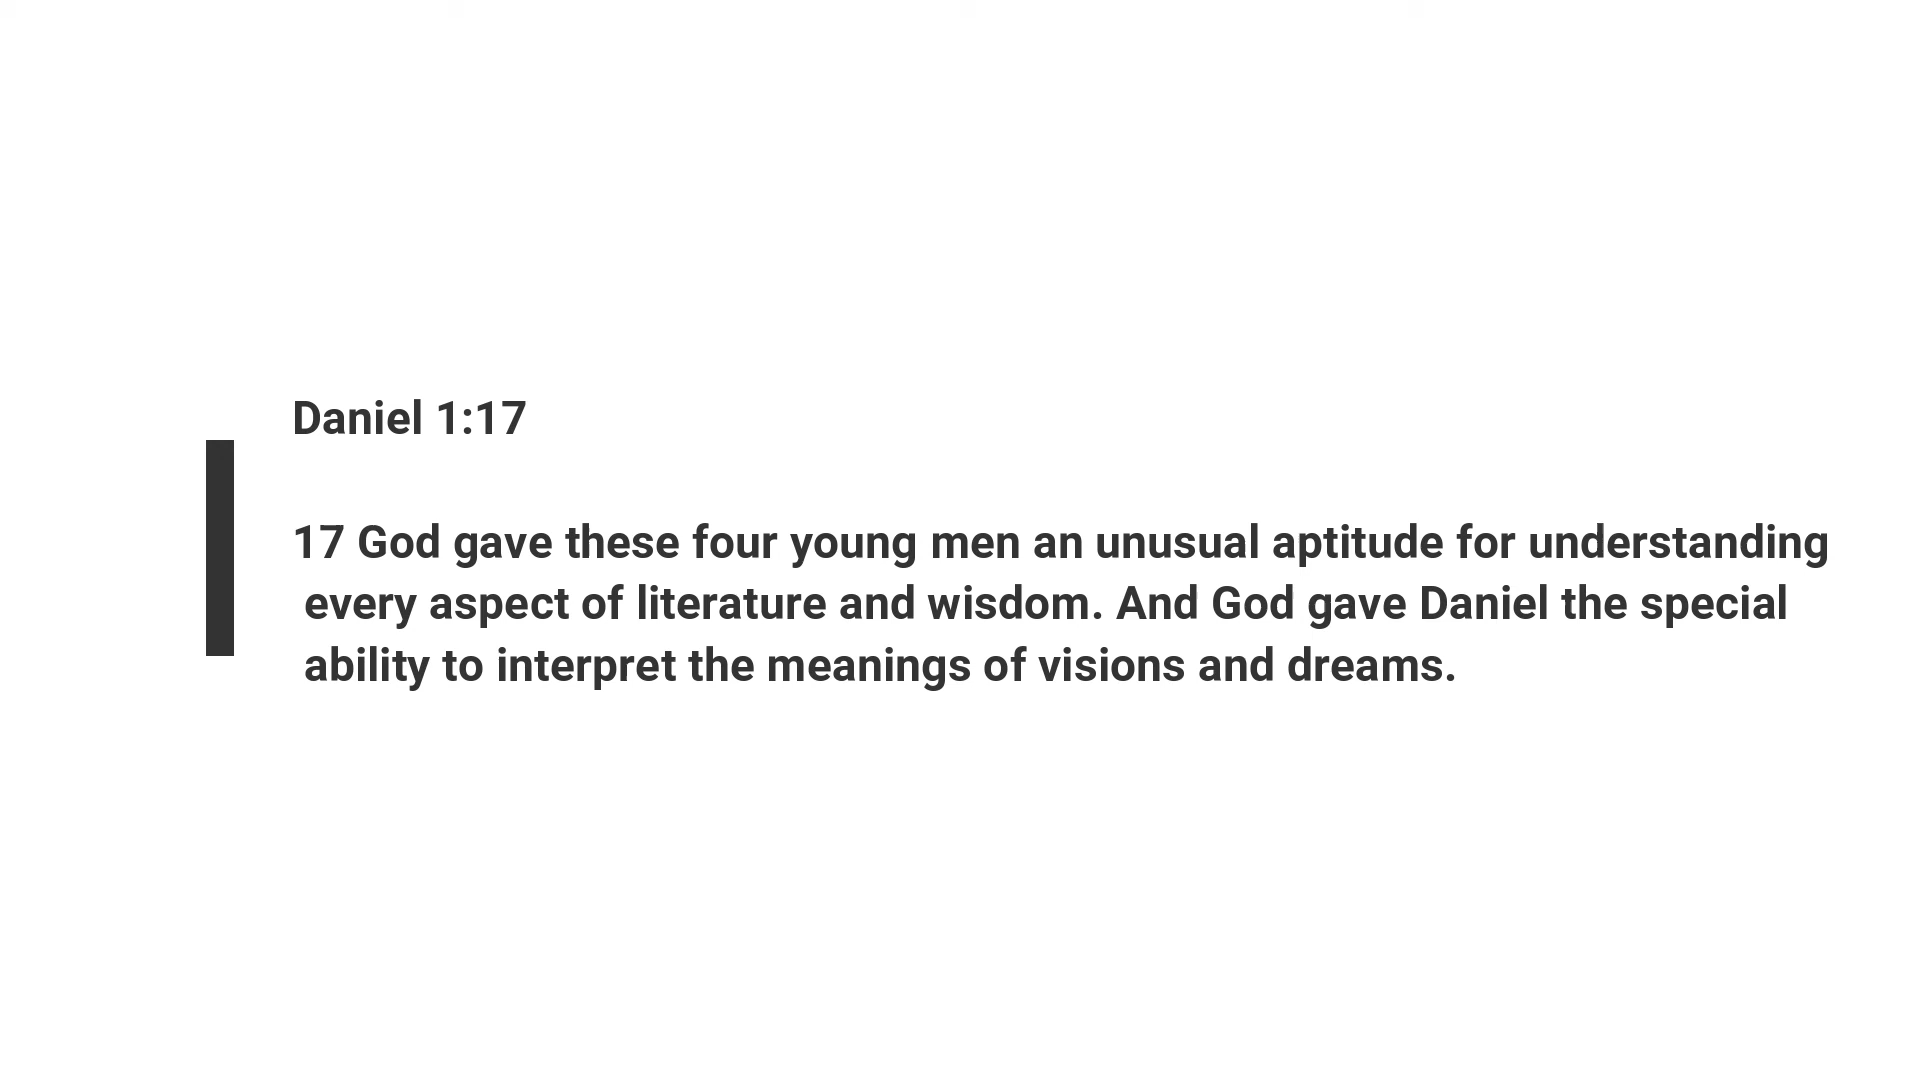 Daniel 1:17
17 God gave these four young men an unusual aptitude for understanding
every aspect of literature and wisdom. And God gave Daniel the special
ability to interpret the meanings of visions and dreams.